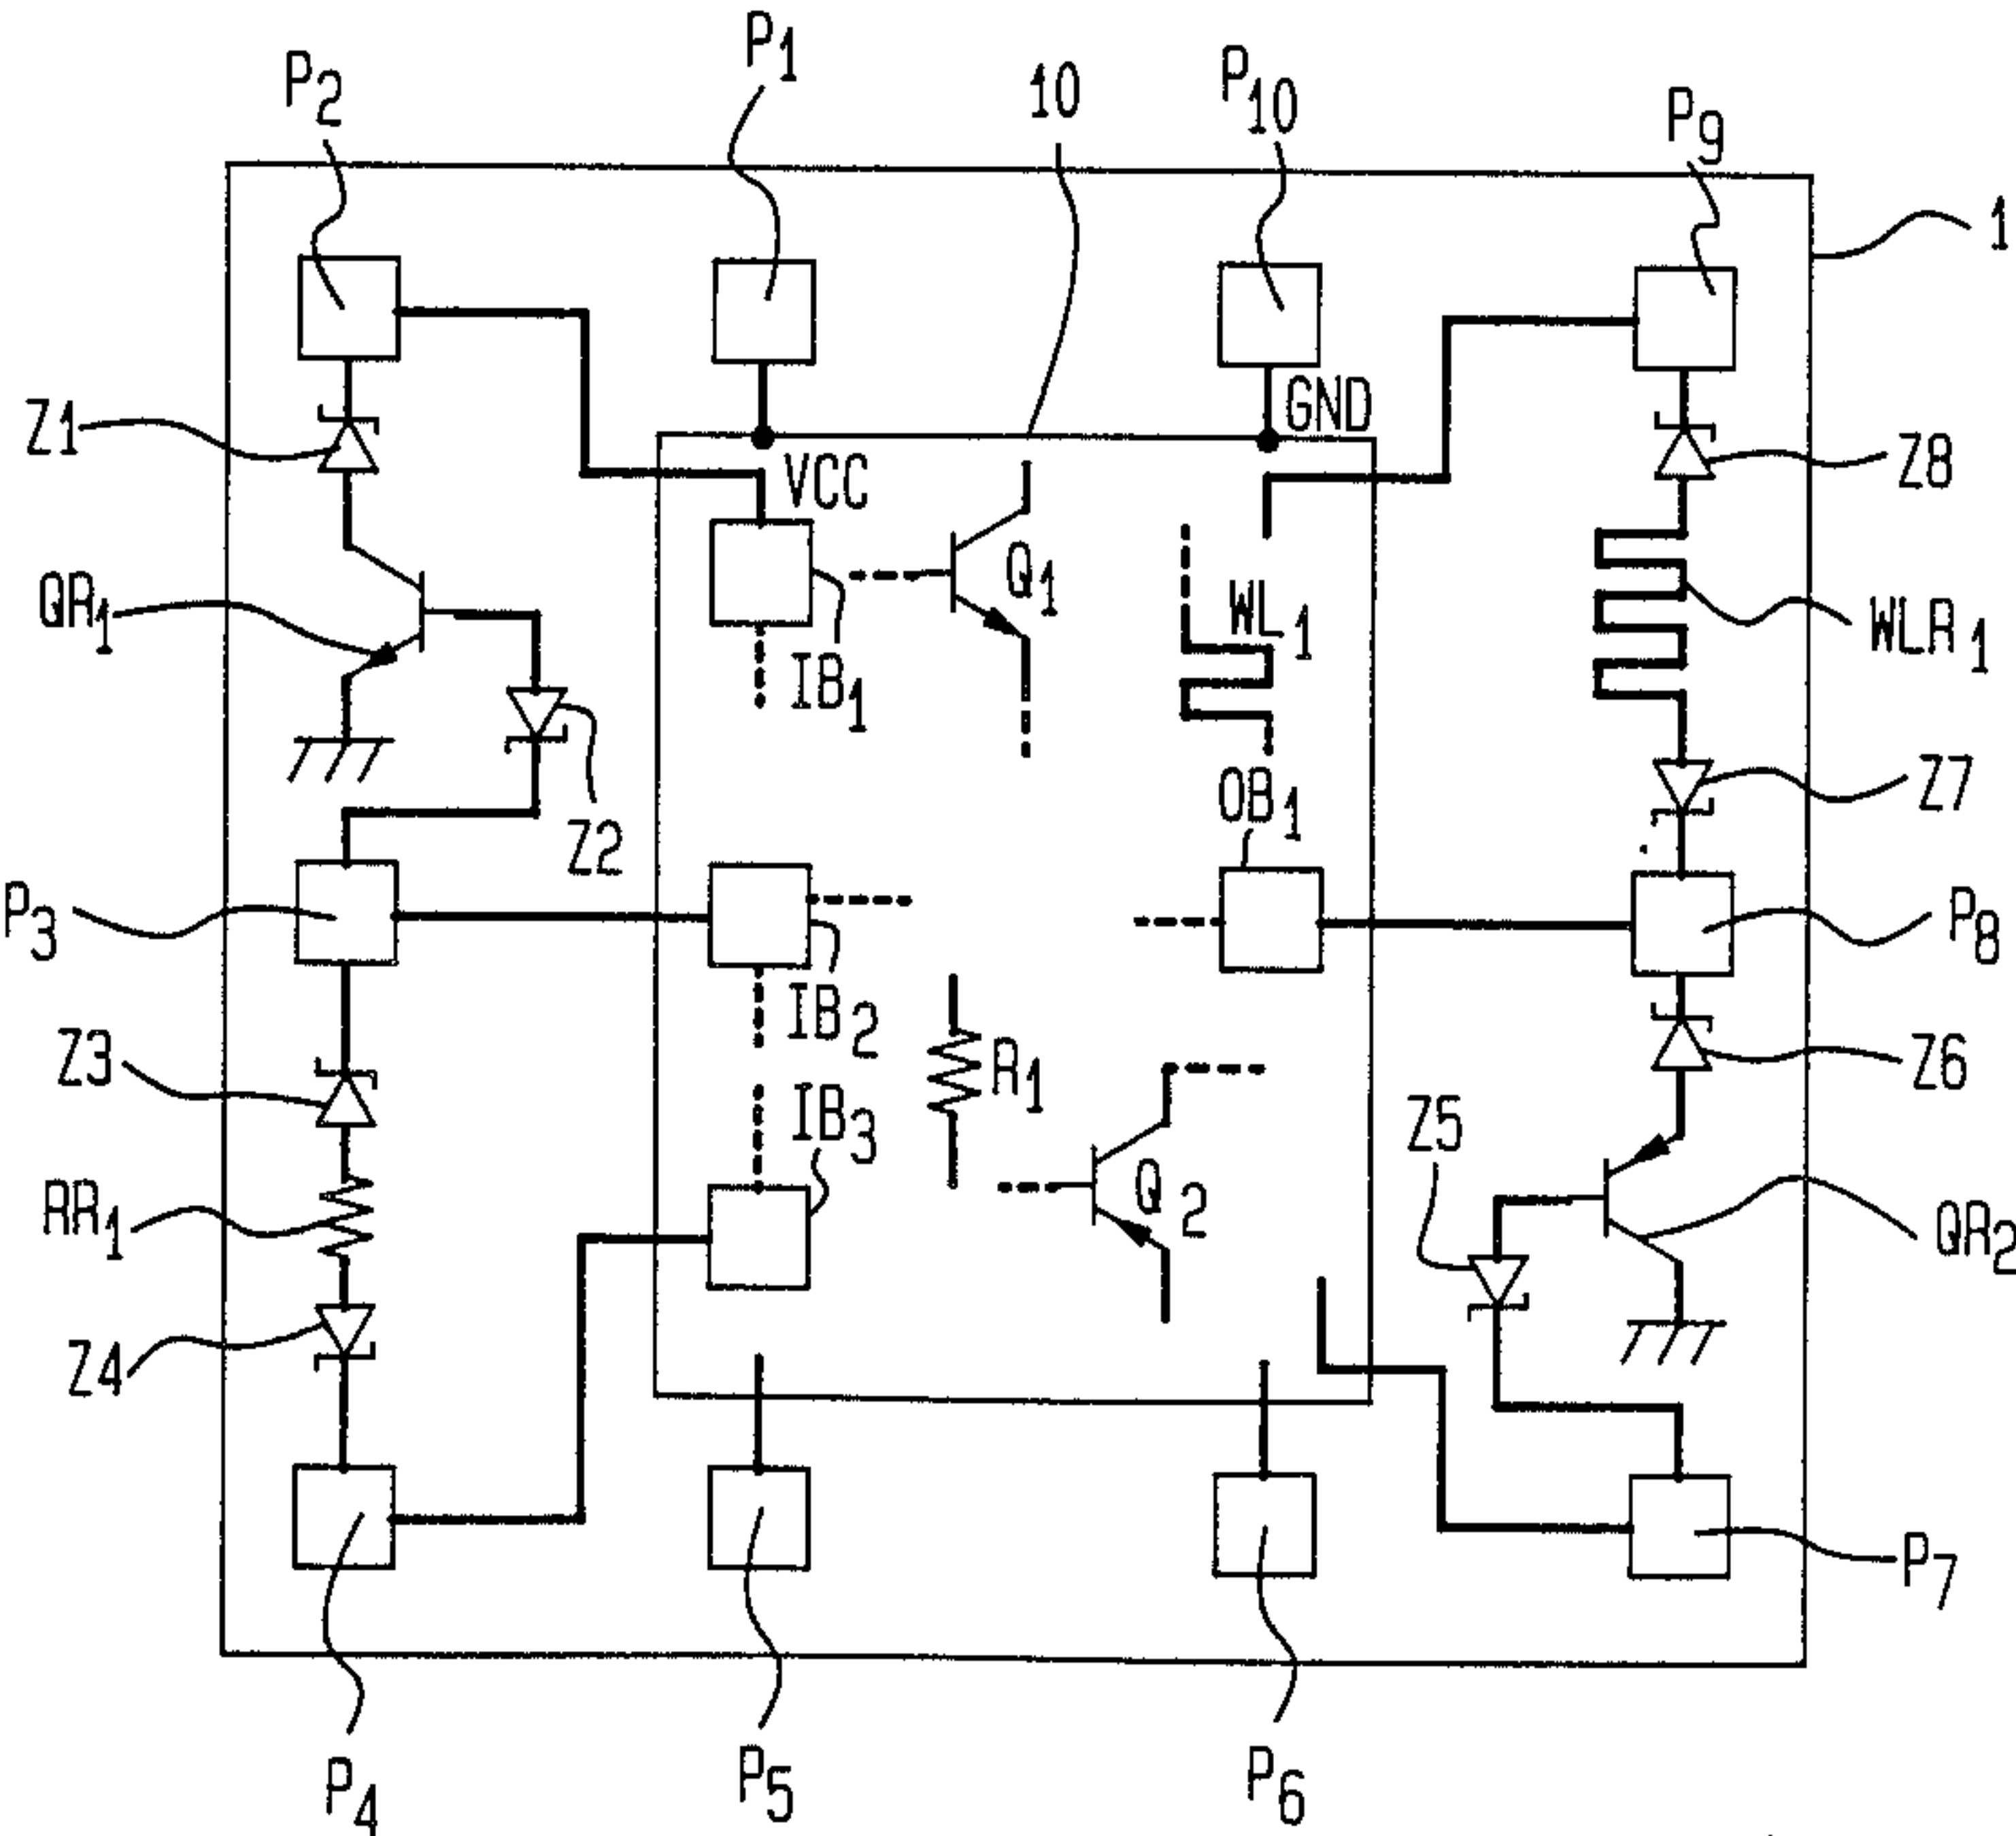 P1
10
P2
P10
P9
1
Z1
GND
Z8
VCC
QR1
Q1
WL1
WLR1
IB1
Z2
OB1
Z7
P3
P8
IB2
Z3
R1
Z6
IB3
Z5
RR1
Q2
QR2
Z4
P7
P4
P5
P6